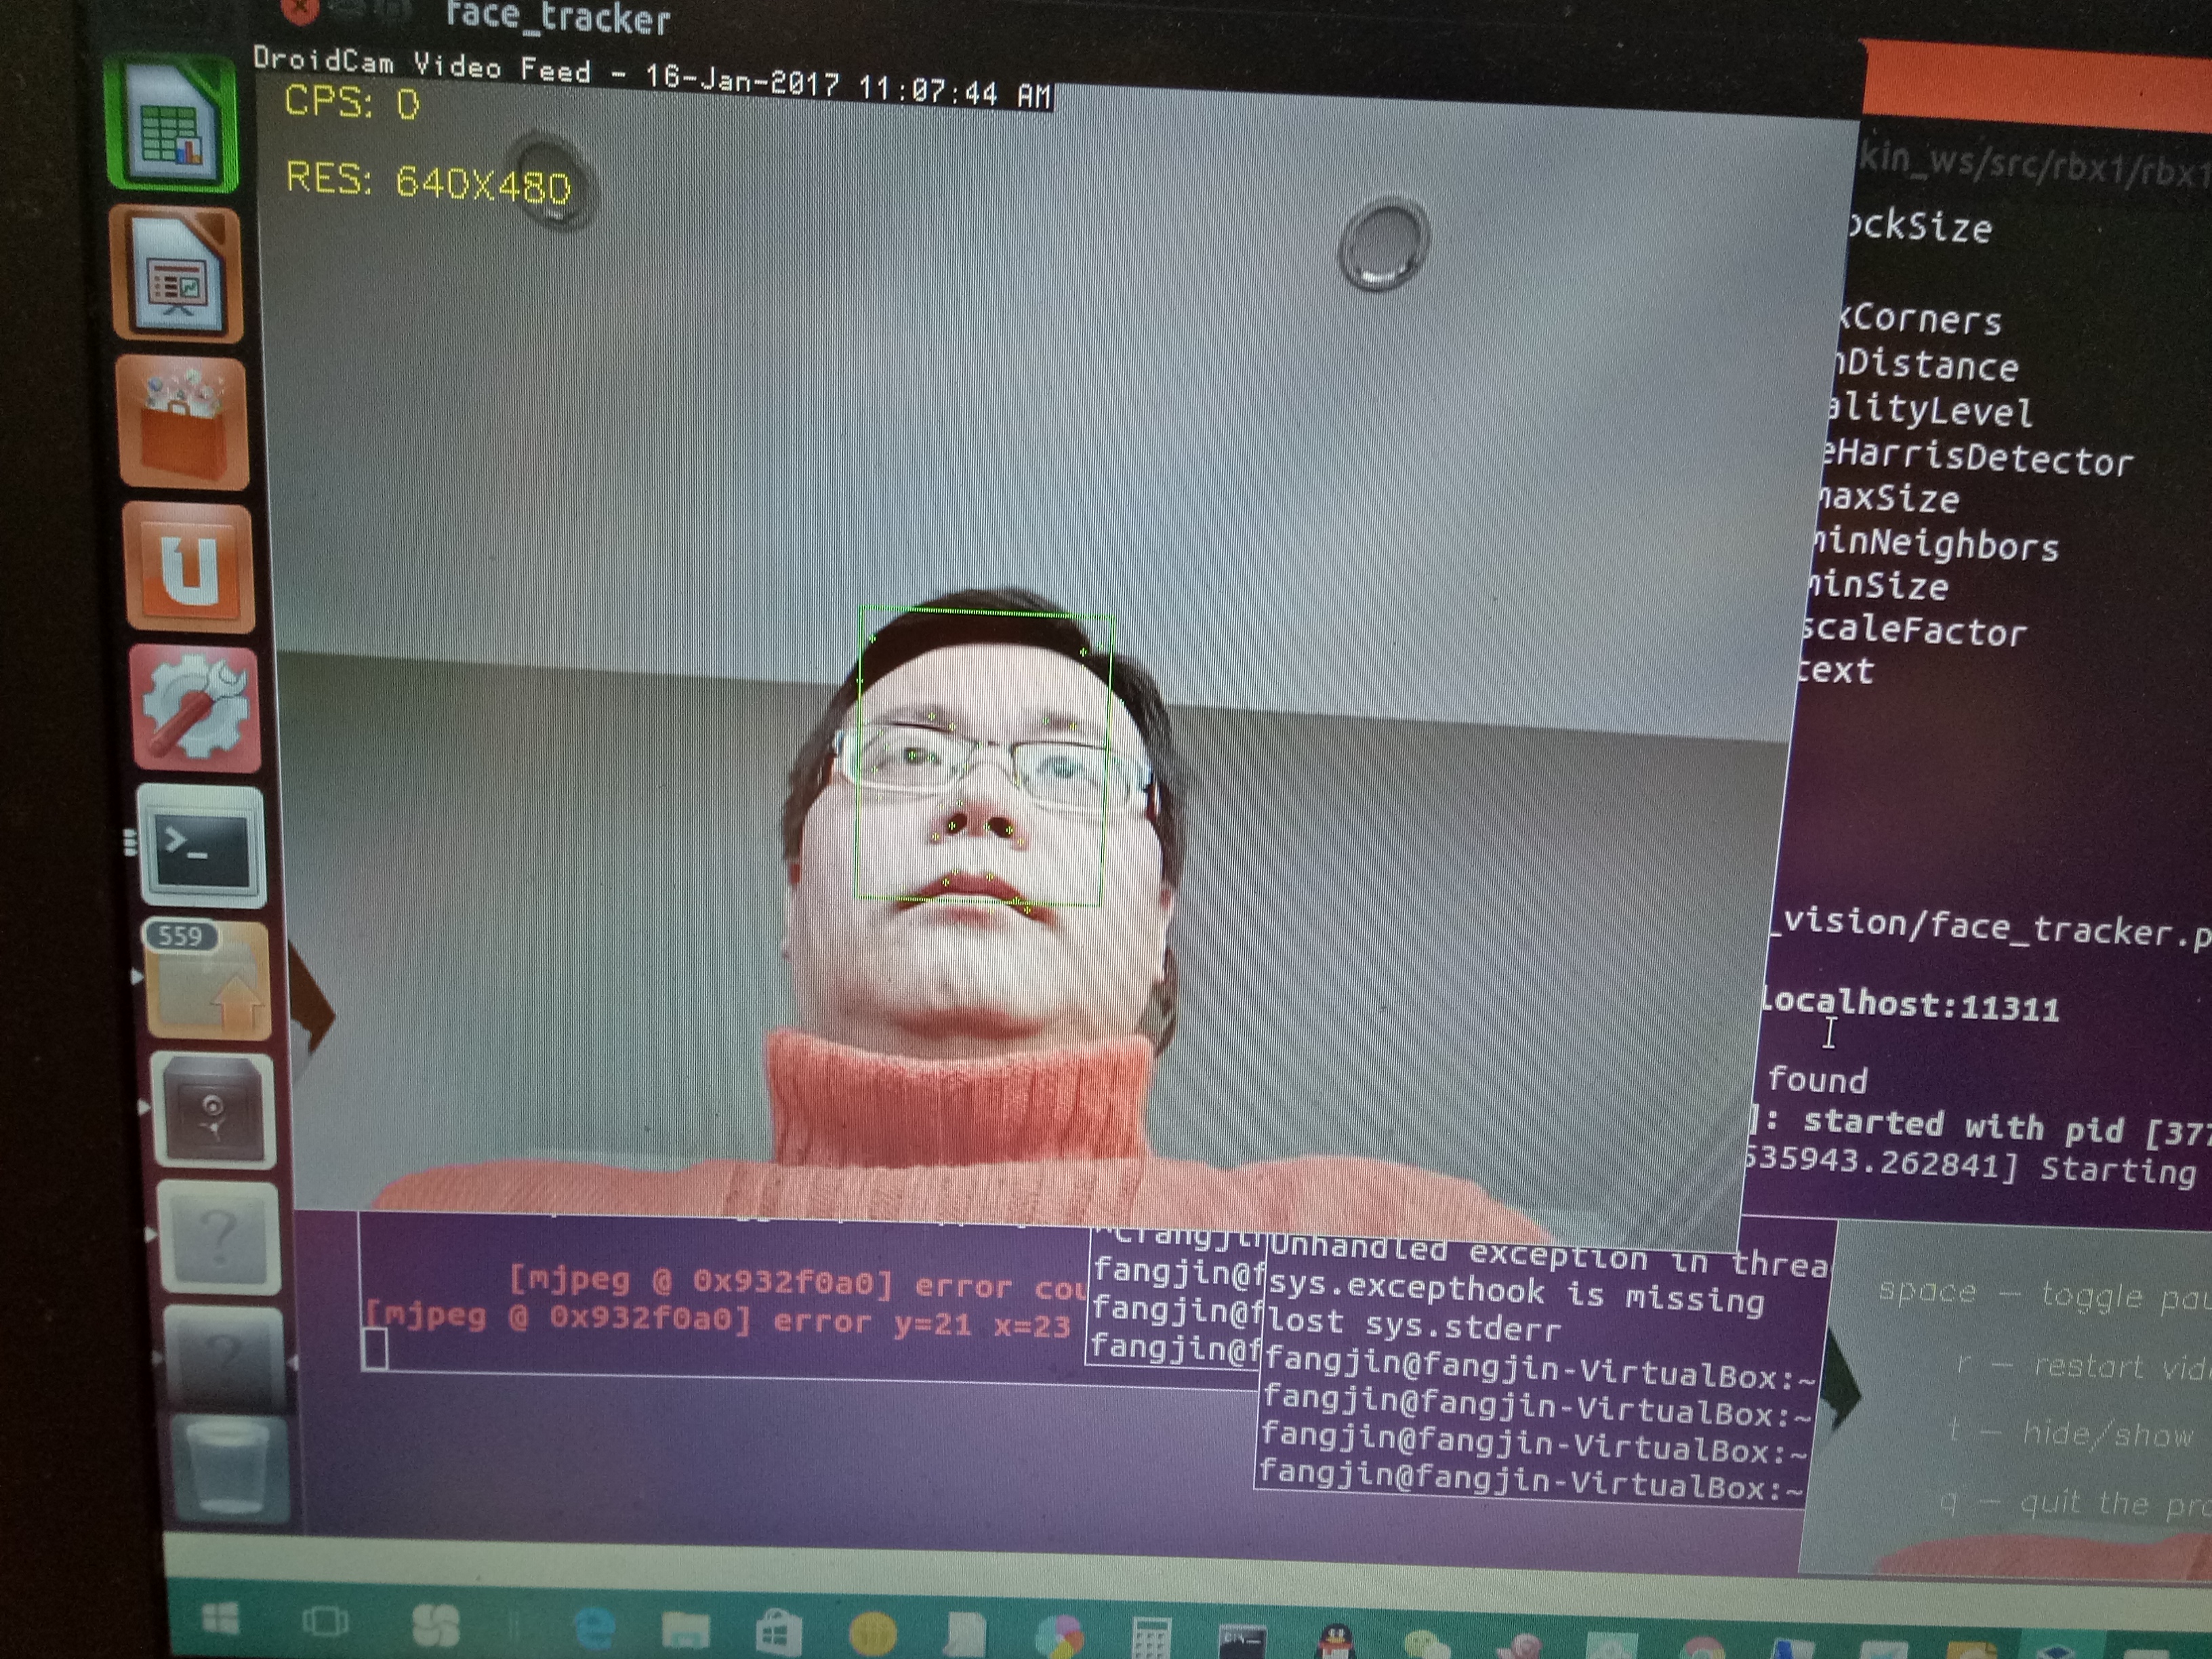 face_tracker
DroidCam Video Feed - 16-Jan-2017 11:07:44 AM
CPS: 0
RES: 640X480
kin_ws/src/rbx1/rbx1
ockSize
kCorners
nDistance
alityLevel
eHarrisDetector
maxSize
minNeighbors
minSize
scaleFactor
text
_vision/face_tracker.p
localhost:11311
found
]: started with pid [377
535943.262841] Starting
559
[mjpeg @ 0x932f0a0] error cou
[mjpeg @ 0x932f0a0] error y=21 x=23
fangjin@f
fangjin@f
fangjin@f
Unhandled exception in threa
sys.excepthook is missing
lost sys.stderr
fangjin@fangjin-VirtualBox:~
fangjin@fangjin-VirtualBox:~
fangjin@fangjin-VirtualBox:~
fangjin@fangjin-VirtualBox:~
space - toggle pau
r - restart vid
t - hide/show
q - quit the pro